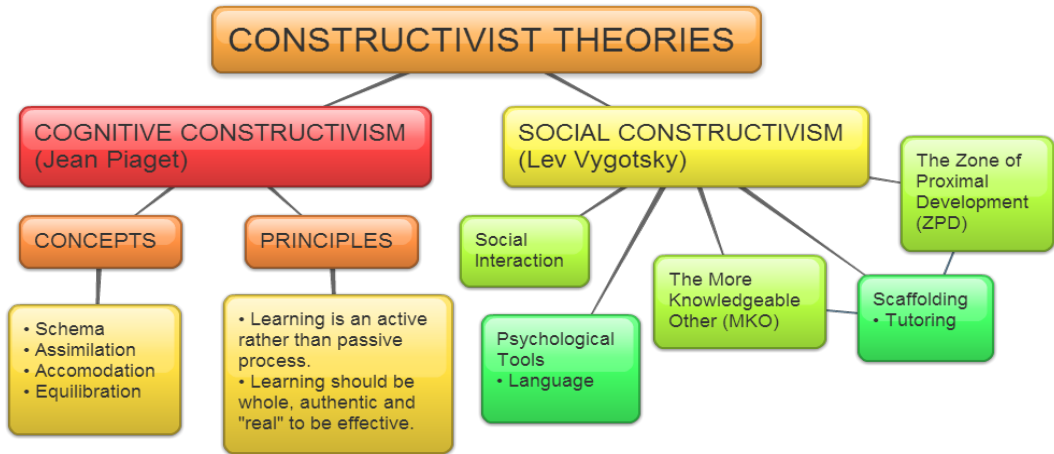 CONSTRUCTIVIST THEORIES
COGNITIVE CONSTRUCTIVISM
(Jean Piaget)
CONCEPTS
• Schema
• Assimilation
• Accomodation
• Equilibration
PRINCIPLES
• Learning is an active
rather than passive
process.
• Learning should be
whole, authentic and
"real" to be effective.
SOCIAL CONSTRUCTIVISM
(Lev Vygotsky)
Social
Interaction
Psychological
Tools
• Language
The More
Knowledgeable
Other (MKO)
Scaffolding
• Tutoring
The Zone of
Proximal
Development
(ZPD)